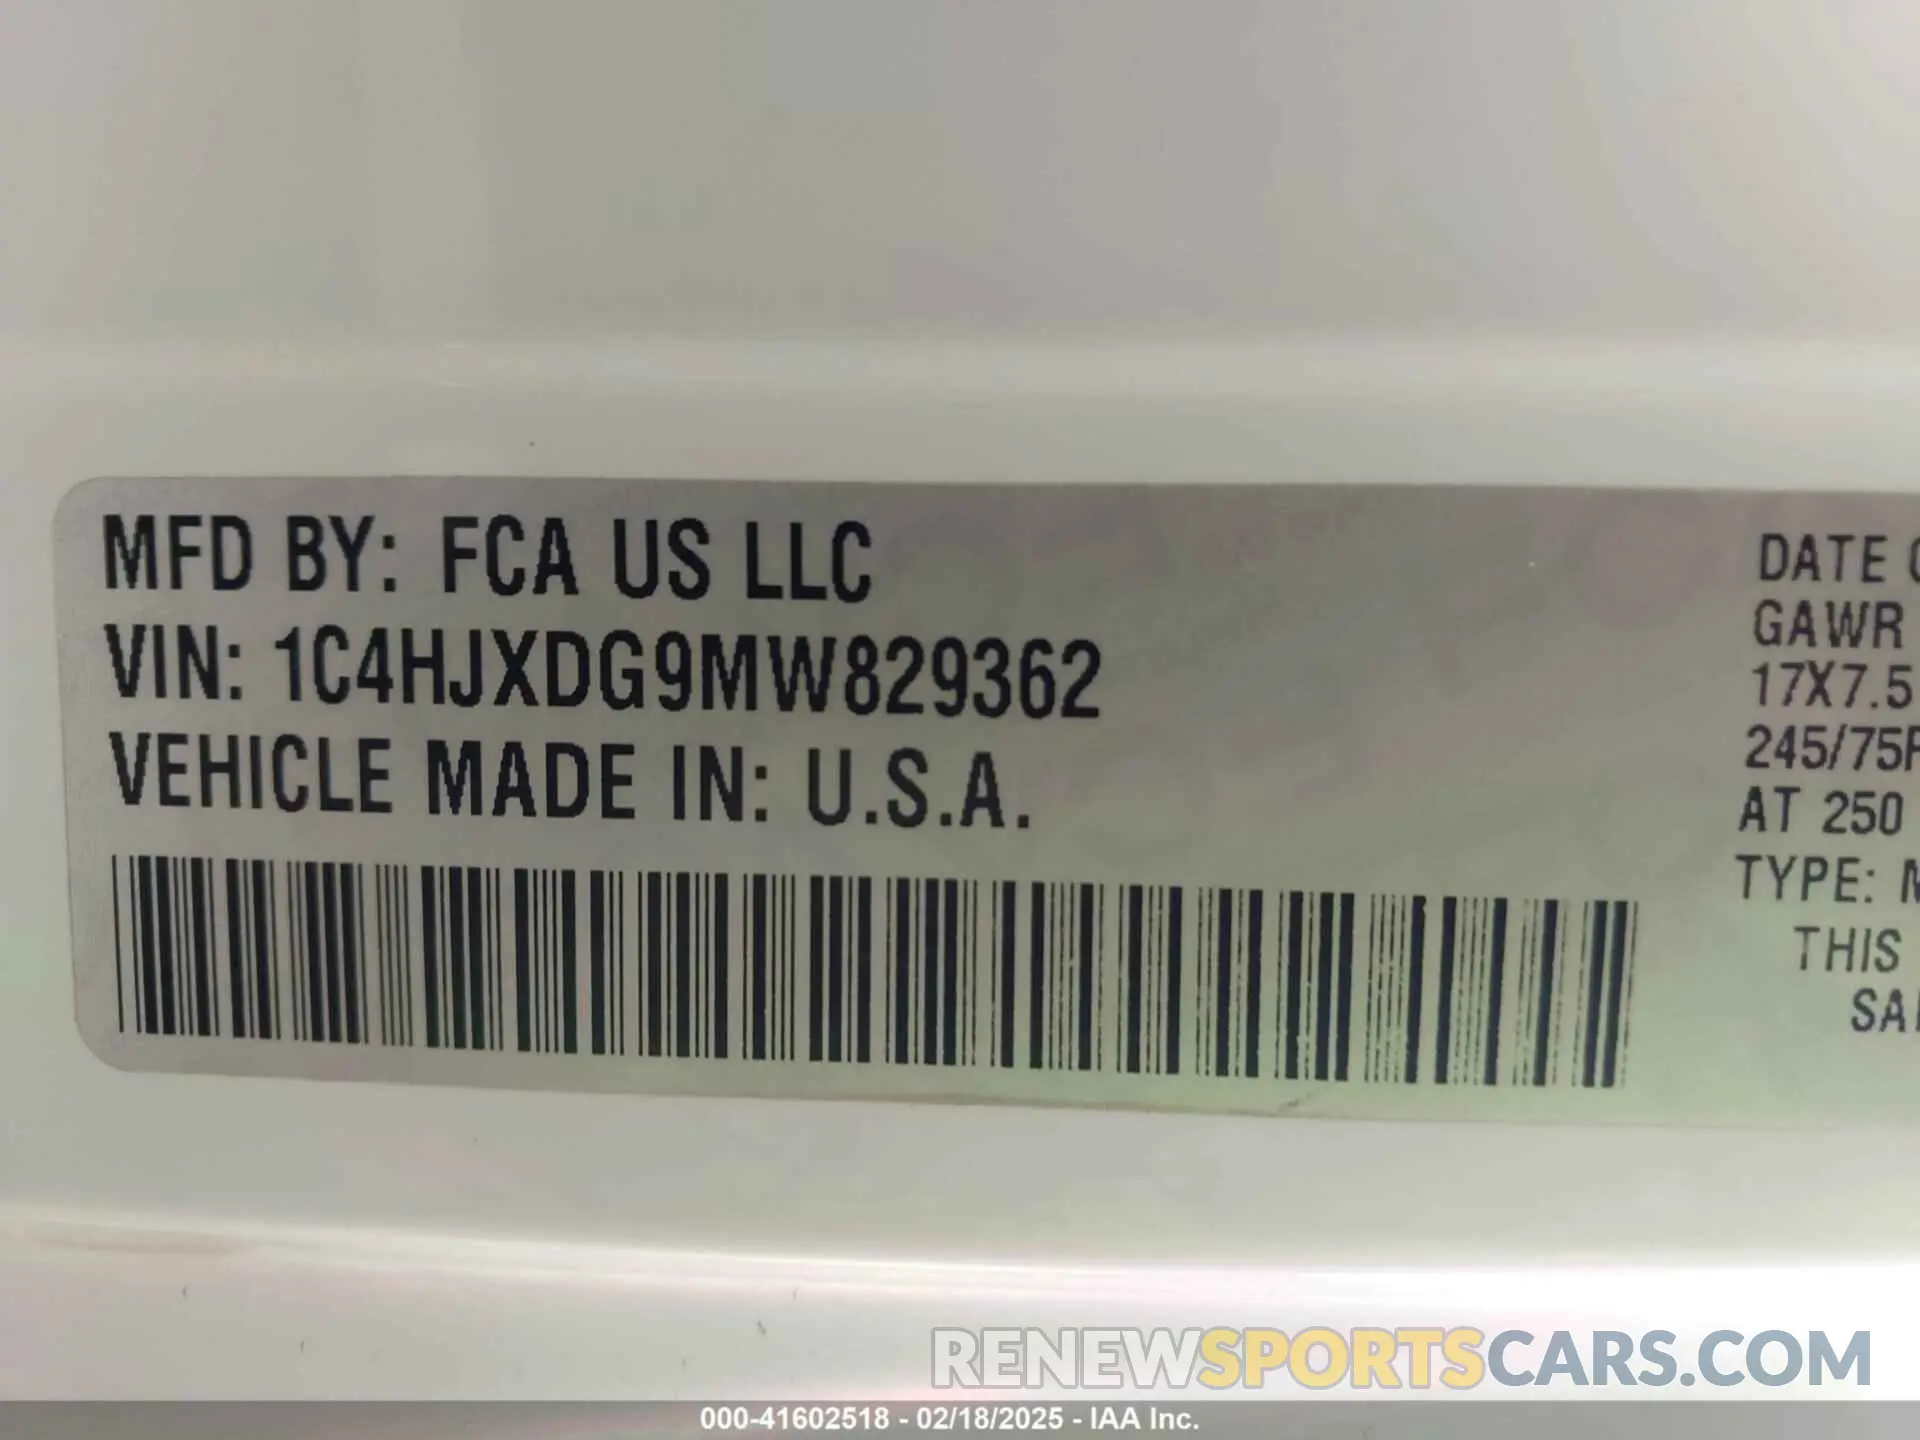 MFD BY: FCA US LLC
VIN: 1C4HJXDG9MW829362
VEHICLE MADE IN: U.S.A.
DATE
GAWR
17X7.5
245/75
AT 250
TYPE:
THIS
RENEWSPORTSCARS.COM
000-41602518 - 02/18/2025 - IAA Inc.